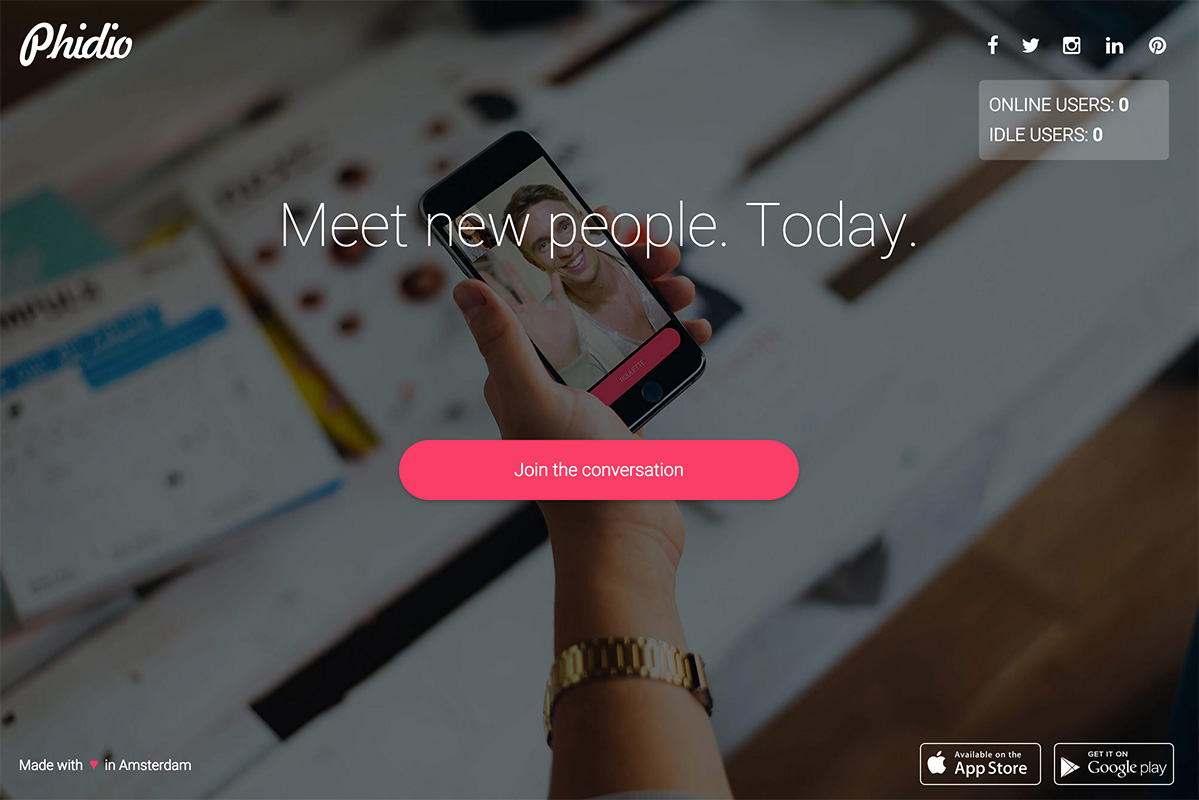 Phidio
ONLINE USERS: 0
IDLE USERS: 0
Meet new people. Today.
ROULETTE
Join the conversation
Made with ♥ in Amsterdam
Available on the
App Store
GET IT ON
Google play